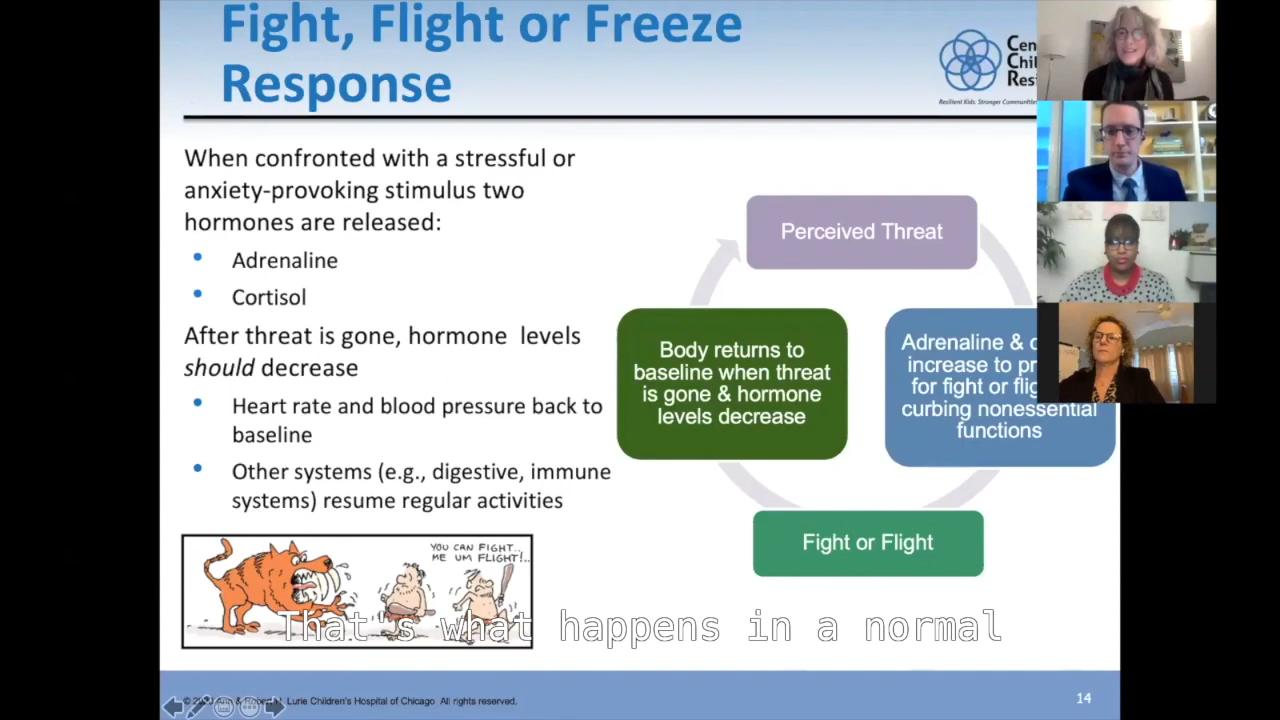 Fight, Flight or Freeze
Response
Resilient Kids: Stronger Communities
When confronted with a stressful or
anxiety-provoking stimulus two
hormones are released:
• Adrenaline
• Cortisol
After threat is gone, hormone levels
should decrease
• Heart rate and blood pressure back to
baseline
• Other systems (e.g., digestive, immune
systems) resume regular activities
Perceived Threat
Adrenaline &
increase to
for fight or
curbing nonessential
functions
Fight or Flight
Body returns to
baseline when threat
is gone & hormone
levels decrease
YOU CAN FIGHT..
ME UM FLIGHT!..
That's what happens in a normal
© Lurie Children's Hospital of Chicago All rights reserved.
14